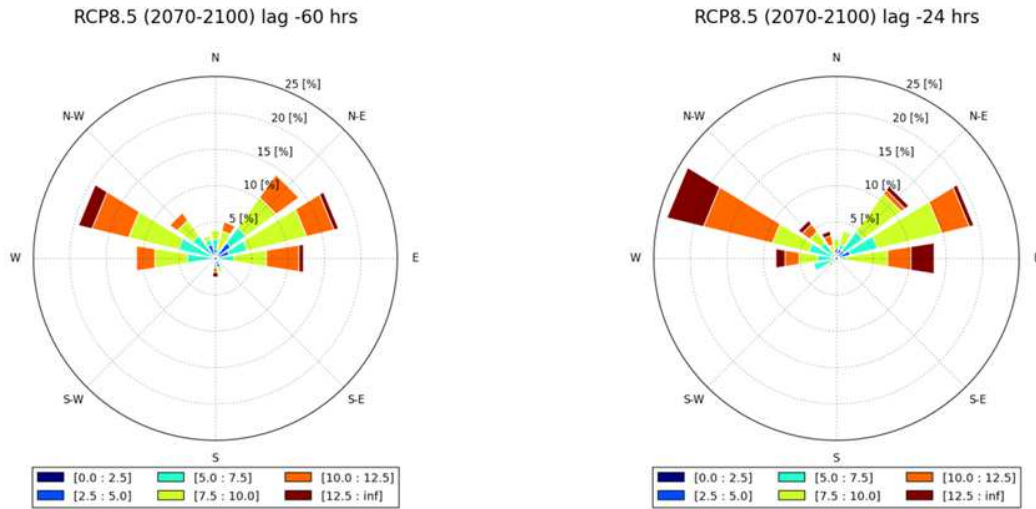 RCP8.5 (2070-2100) lag -60 hrs
N
25 [%]
N-W
20 [%]
N-E
15 [%]
10 [%]
5 [%]
W
E
S-W
S-E
S
[0.0 : 2.5] [5.0 : 7.5] [10.0 : 12.5]
[2.5 : 5.0] [7.5 : 10.0] [12.5 : inf]
RCP8.5 (2070-2100) lag -24 hrs
N
25 [%]
N-W
20 [%]
N-E
15 [%]
10 [%]
5 [%]
W
S-W
S-E
S
[0.0 : 2.5] [5.0 : 7.5] [10.0 : 12.5]
[2.5 : 5.0] [7.5 : 10.0] [12.5 : inf]